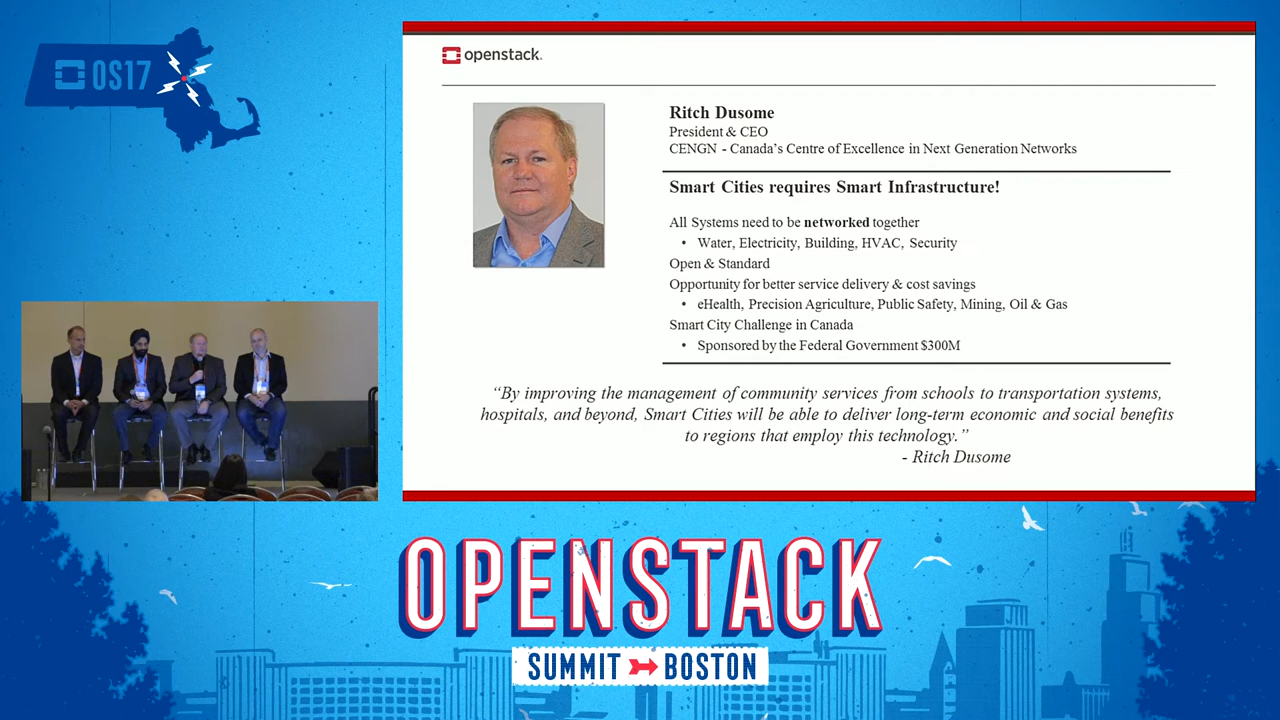 OS17
openstack.
Ritch Dusome
President & CEO
CENGN - Canada's Centre of Excellence in Next Generation Networks
Smart Cities requires Smart Infrastructure!
All Systems need to be networked together
• Water, Electricity, Building, HVAC, Security
Open & Standard
Opportunity for better service delivery & cost savings
• eHealth, Precision Agriculture, Public Safety, Mining, Oil & Gas
Smart City Challenge in Canada
• Sponsored by the Federal Government $300M
“By improving the management of community services from schools to transportation systems,
hospitals, and beyond, Smart Cities will be able to deliver long-term economic and social benefits
to regions that employ this technology.”
- Ritch Dusome
OPENSTACK
SUMMIT BOSTON